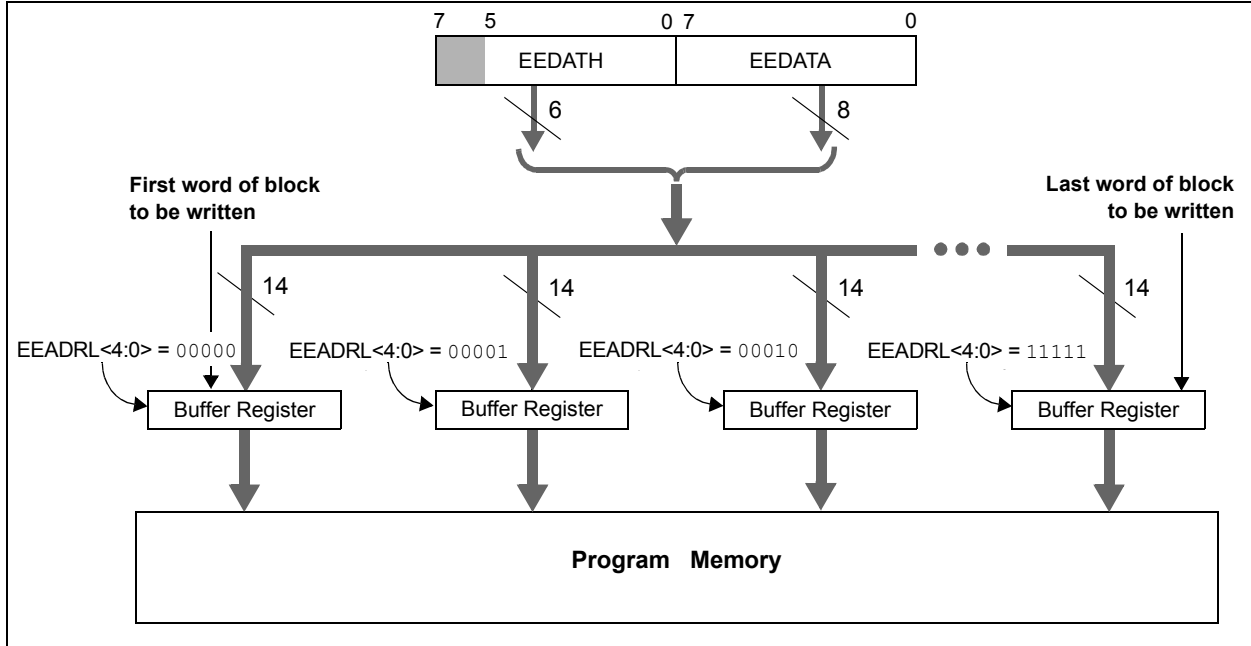 7 5 0 7 0
EEDATH EEDATA
6 8
First word of block
to be written
Last word of block
to be written
14 14 14 14
EEADRL<4:0> = 00000 EEADRL<4:0> = 00001 EEADRL<4:0> = 00010 EEADRL<4:0> = 11111
Buffer Register Buffer Register Buffer Register Buffer Register
Program Memory